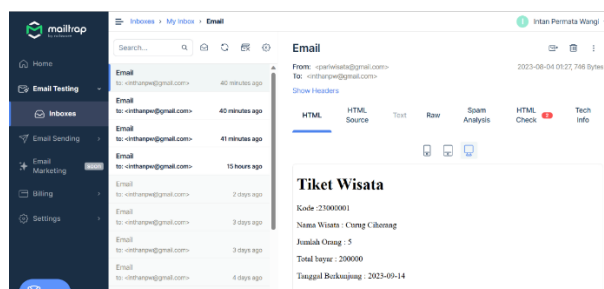 mailtrap
Inboxes › My Inbox › Email
I
Intan Permata Wangi
Home
Email Testing
Inboxes
Email Sending
Email Marketing
soon
Billing
Settings
Search...
Email
to: <inthanpw@gmail.com>
40 minutes ago
Email
to: <inthanpw@gmail.com>
40 minutes ago
Email
to: <inthanpw@gmail.com>
41 minutes ago
Email
to: <inthanpw@gmail.com>
15 hours ago
Email
to: <inthanpw@gmail.com>
2 days ago
Email
to: <inthanpw@gmail.com>
3 days ago
Email
to: <inthanpw@gmail.com>
3 days ago
Email
to: <inthanpw@gmail.com>
4 days ago
Email
From: <pariwisata@gmail.com>
2023-08-04 01:27, 746 Bytes
To: <inthanpw@gmail.com>
Show Headers
HTML
HTML Source
Text
Raw
Spam Analysis
HTML Check
Tech Info
Tiket Wisata
Kode :23000001
Nama Wisata : Curug Cihernag
Jumlah Orang : 5
Total bayar : 200000
Tanggal Berkunjung : 2023-09-14